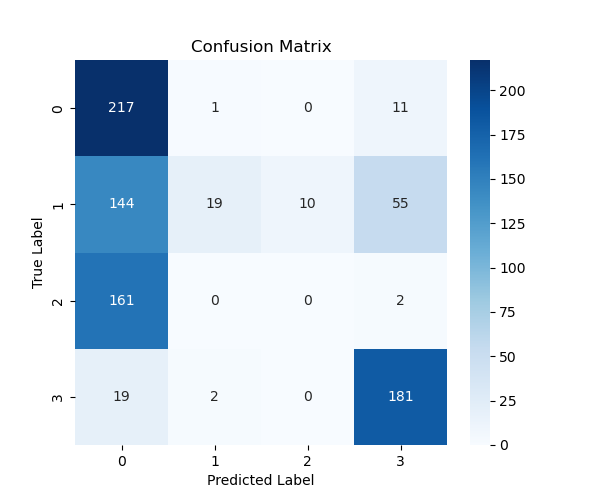 Confusion Matrix
True Label
0 217 1 0 11
1 144 19 10 55
2 161 0 0 2
3 19 2 0 181
0 1 2 3
Predicted Label
200
175
150
125
100
75
50
25
0